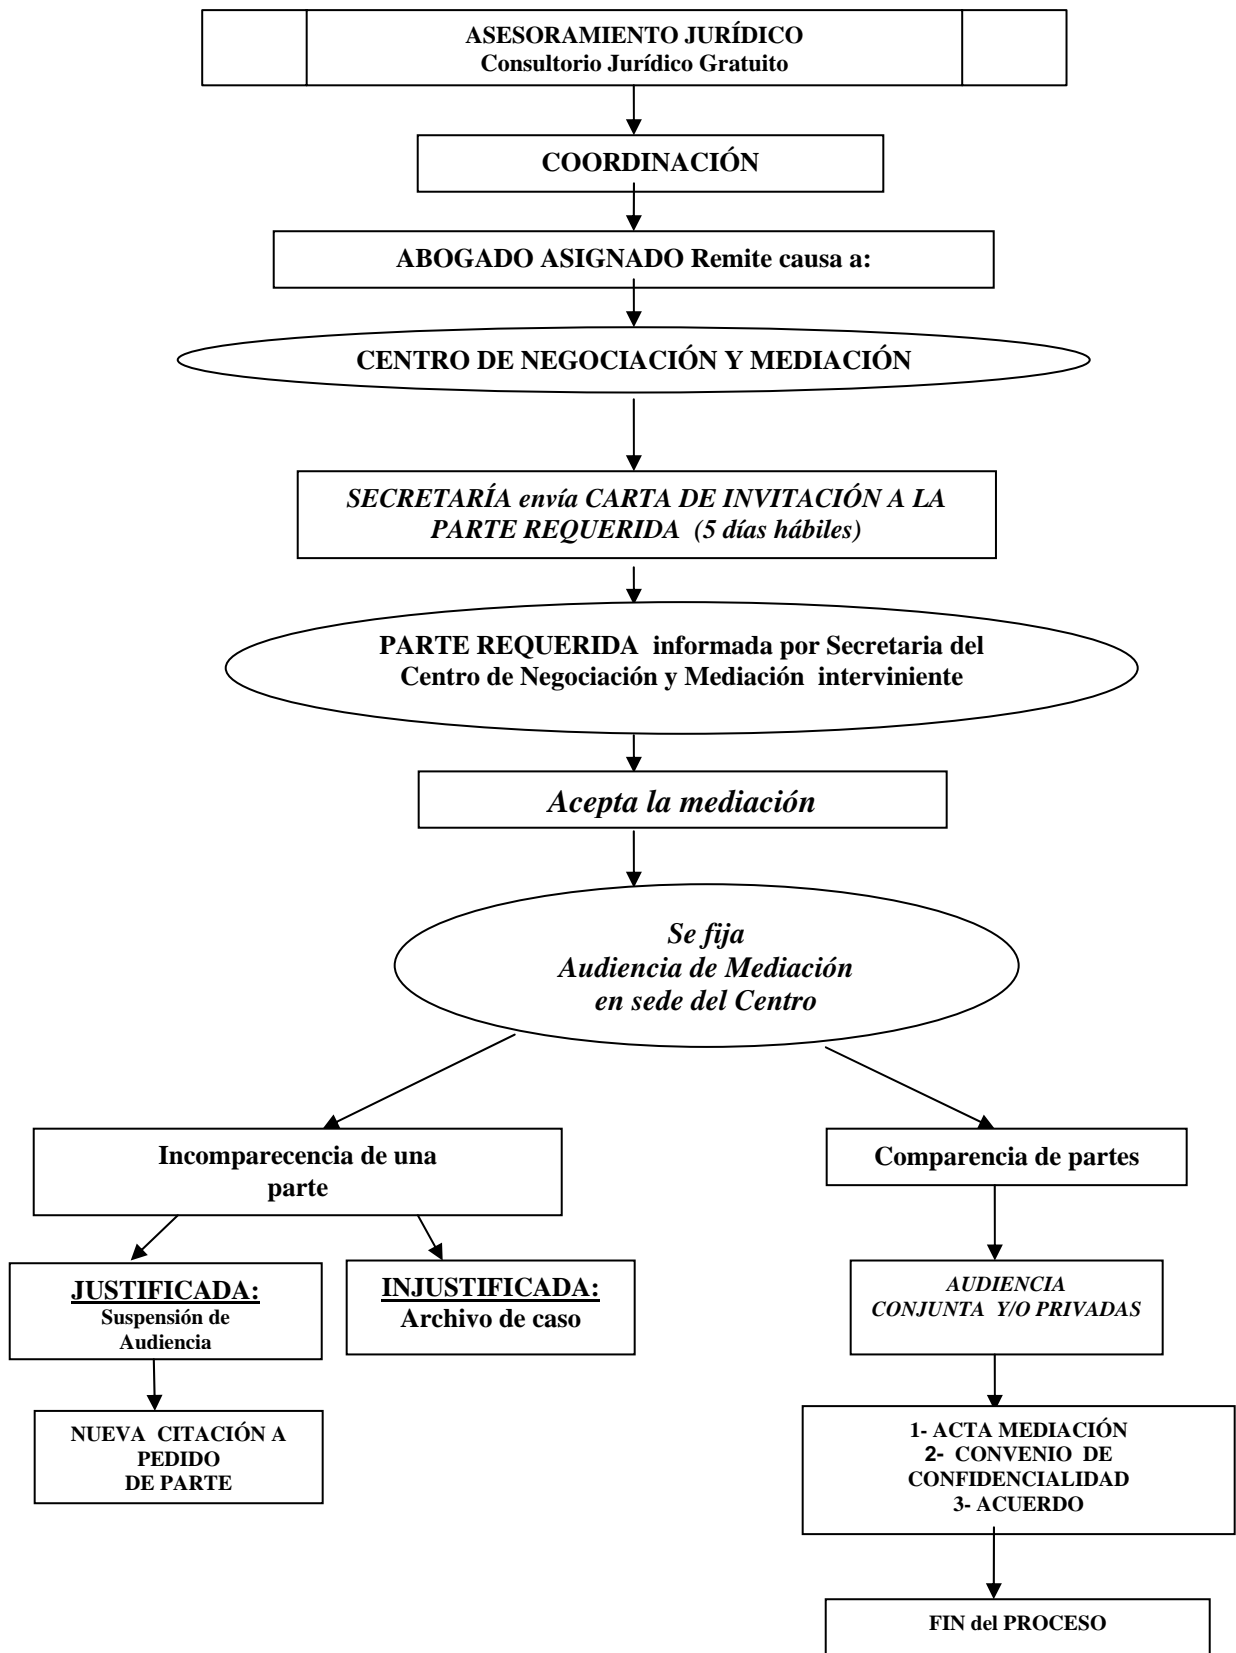 ASESORAMIENTO JURÍDICO
Consultorio Jurídico Gratuito
COORDINACIÓN
ABOGADO ASIGNADO Remite causa a:
CENTRO DE NEGOCIACIÓN Y MEDIACIÓN
SECRETARÍA envía CARTA DE INVITACIÓN A LA
PARTE REQUERIDA (5 días hábiles)
PARTE REQUERIDA informada por Secretaria del
Centro de Negociación y Mediación interviniente
Acepta la mediación
Se fija
Audiencia de Mediación
en sede del Centro
Incomparecencia de una
parte
Comparencia de partes
JUSTIFICADA:
Suspensión de
Audiencia
INJUSTIFICADA:
Archivo de caso
AUDIENCIA
CONJUNTA Y/O PRIVADAS
NUEVA CITACIÓN A
PEDIDO
DE PARTE
1- ACTA MEDIACIÓN
2- CONVENIO DE
CONFIDENCIALIDAD
3- ACUERDO
FIN del PROCESO